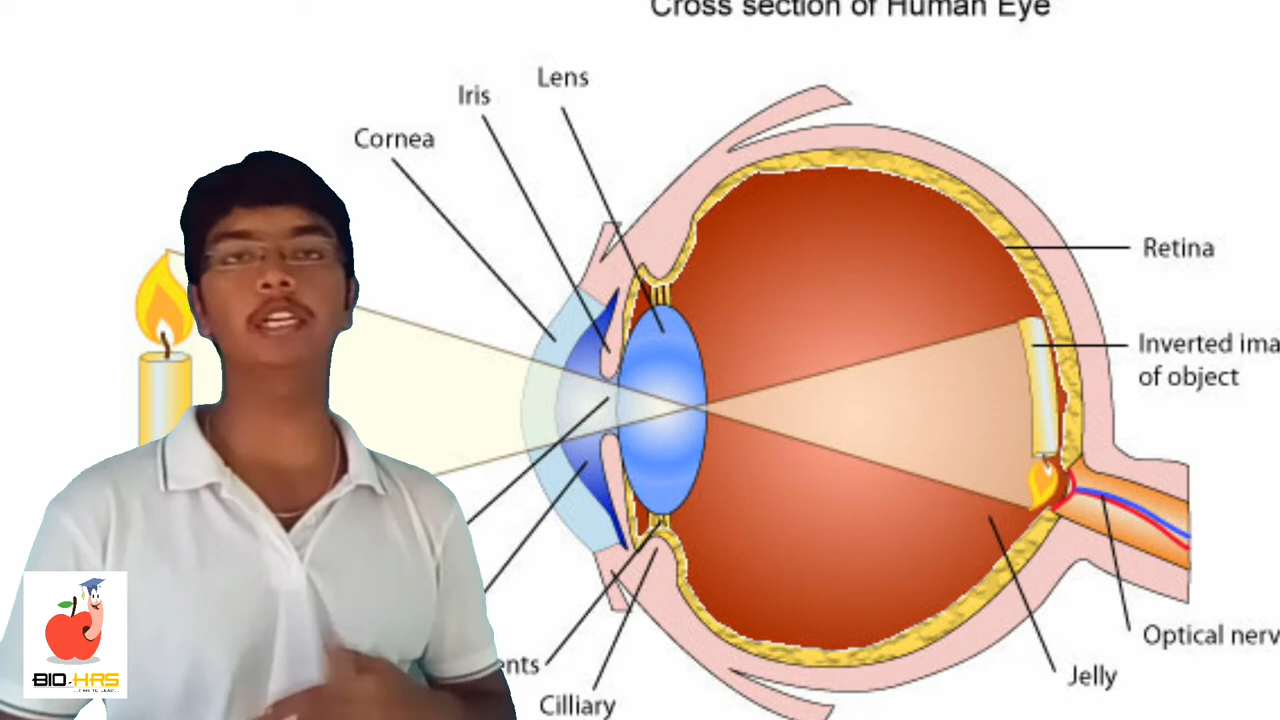 Cross section of Human Eye
Lens
Iris
Cornea
Retina
Inverted ima
of object
Optical nerv
Jelly
ents
Cilliary
BIO-HRS